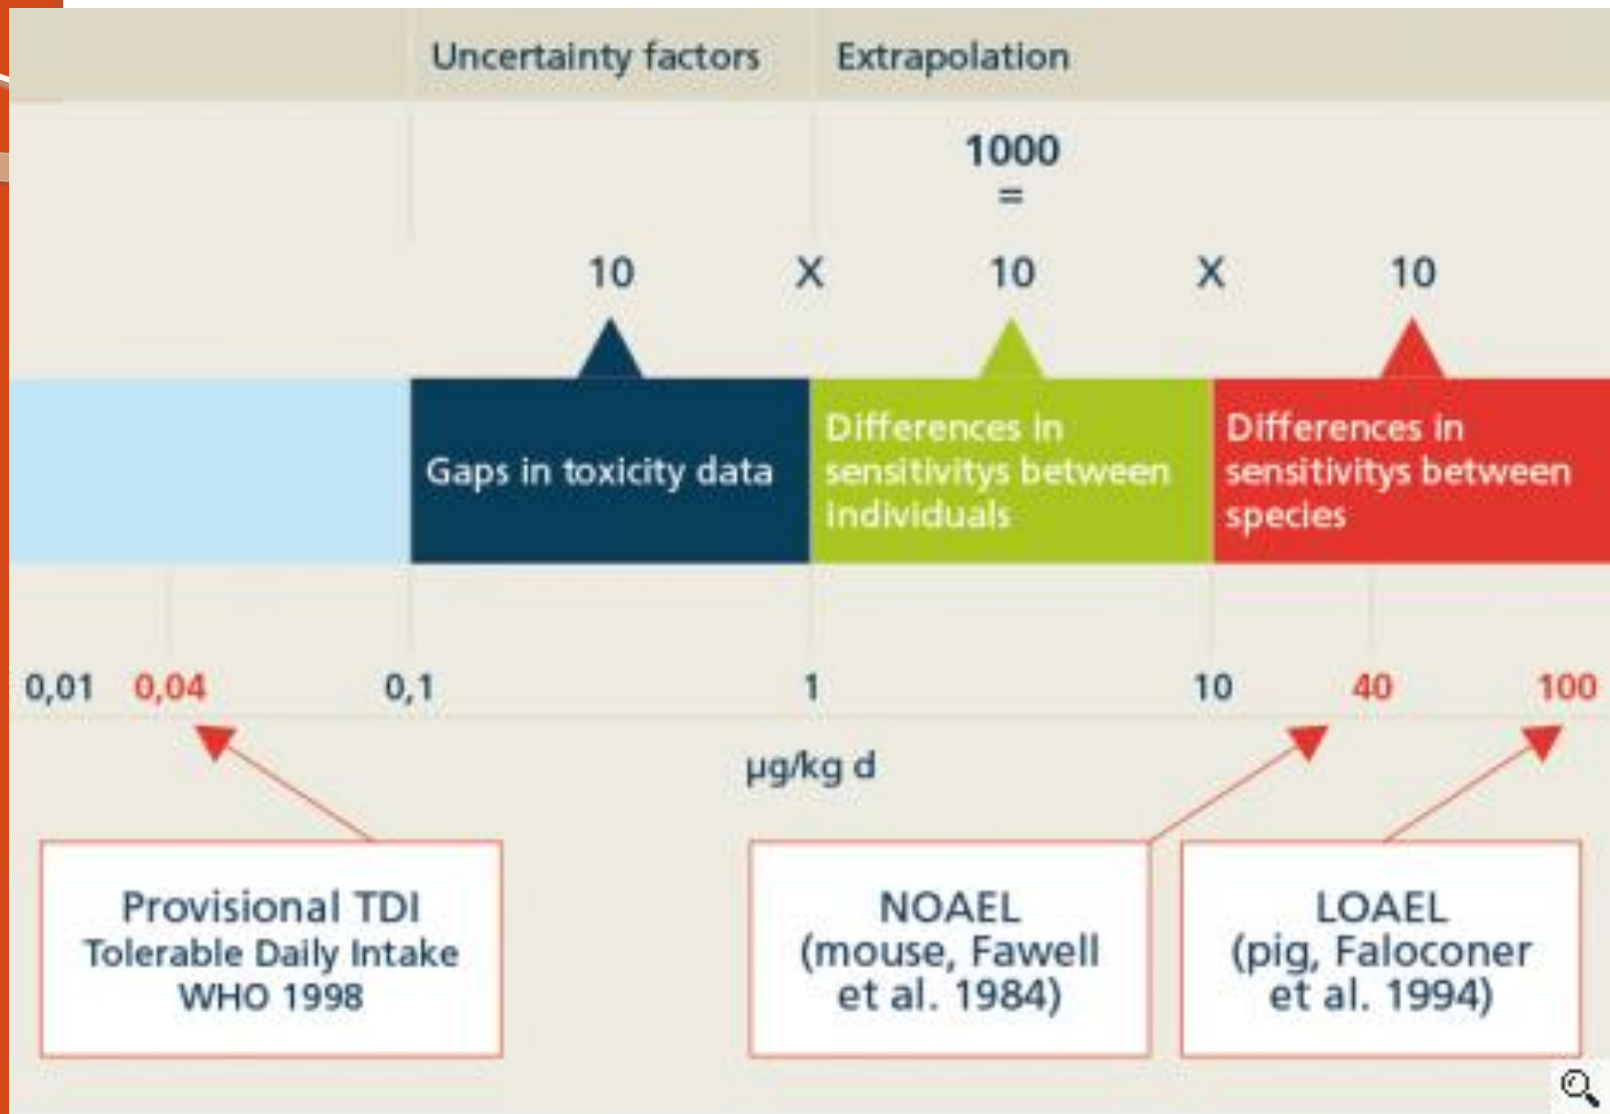 Uncertainty factors
Extrapolation
1000
=
10 X 10 X 10
Gaps in toxicity data
Differences in
sensitivitys between
individuals
Differences in
sensitivitys between
species
0,01 0,04 0,1 1 10 40 100
µg/kg d
Provisional TDI
Tolerable Daily Intake
WHO 1998
NOAEL
(mouse, Fawell
et al. 1984)
LOAEL
(pig, Faloconer
et al. 1994)